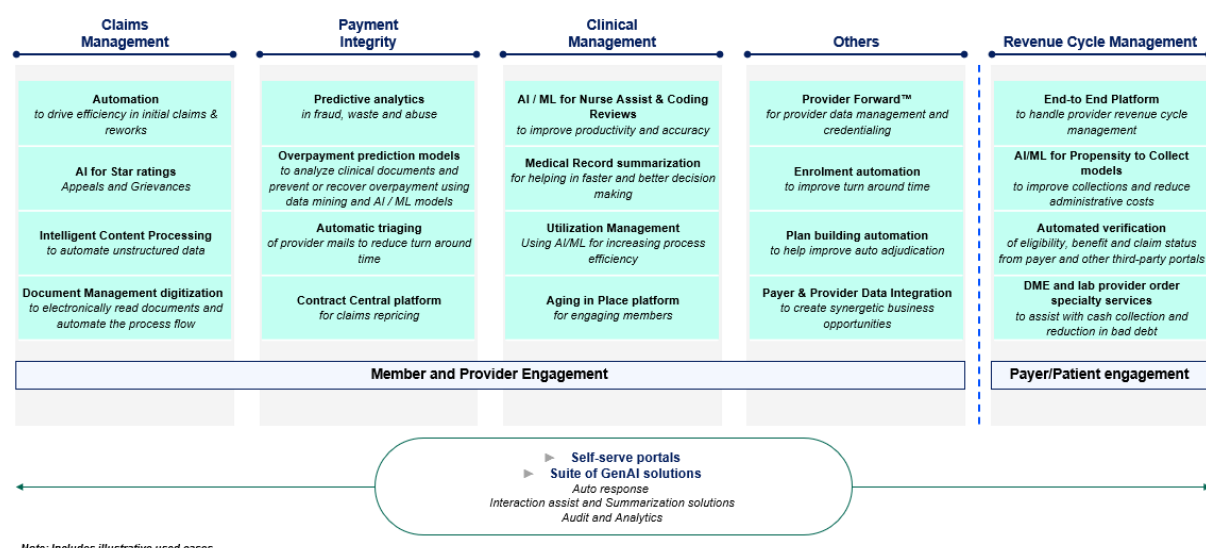 Claims
Management
Payment
Integrity
Clinical
Management
Others
Revenue Cycle Management
Automation
to drive efficiency in initial claims &
reworks
AI for Star ratings
Appeals and Grievances
Intelligent Content Processing
to automate unstructured data
Document Management digitization
to electronically read documents and
automate the process flow
Predictive analytics
in fraud, waste and abuse
Overpayment prediction models
to analyze clinical documents and
prevent or recover overpayment using
data mining and AI / ML models
Automatic triaging
of provider mails to reduce turn around
time
Contract Central platform
for claims repricing
AI / ML for Nurse Assist & Coding
Reviews
to improve productivity and accuracy
Medical Record summarization
for helping in faster and better decision
making
Utilization Management
Using AI/ML for increasing process
efficiency
Aging in Place platform
for engaging members
Provider Forward™
for provider data management and
credentialing
Enrolment automation
to improve turn around time
Plan building automation
to help improve auto adjudication
Payer & Provider Data Integration
to create synergetic business
opportunities
End-to End Platform
to handle provider revenue cycle
management
AI/ML for Propensity to Collect
models
to improve collections and reduce
administrative costs
Automated verification
of eligibility, benefit and claim status
from payer and other third-party portals
DME and lab provider order
specialty services
to assist with cash collection and
reduction in bad debt
Member and Provider Engagement
Payer/Patient engagement
Self-serve portals
Suite of GenAI solutions
Auto response
Interaction assist and Summarization solutions
Audit and Analytics
Note: Includes illustrative used cases